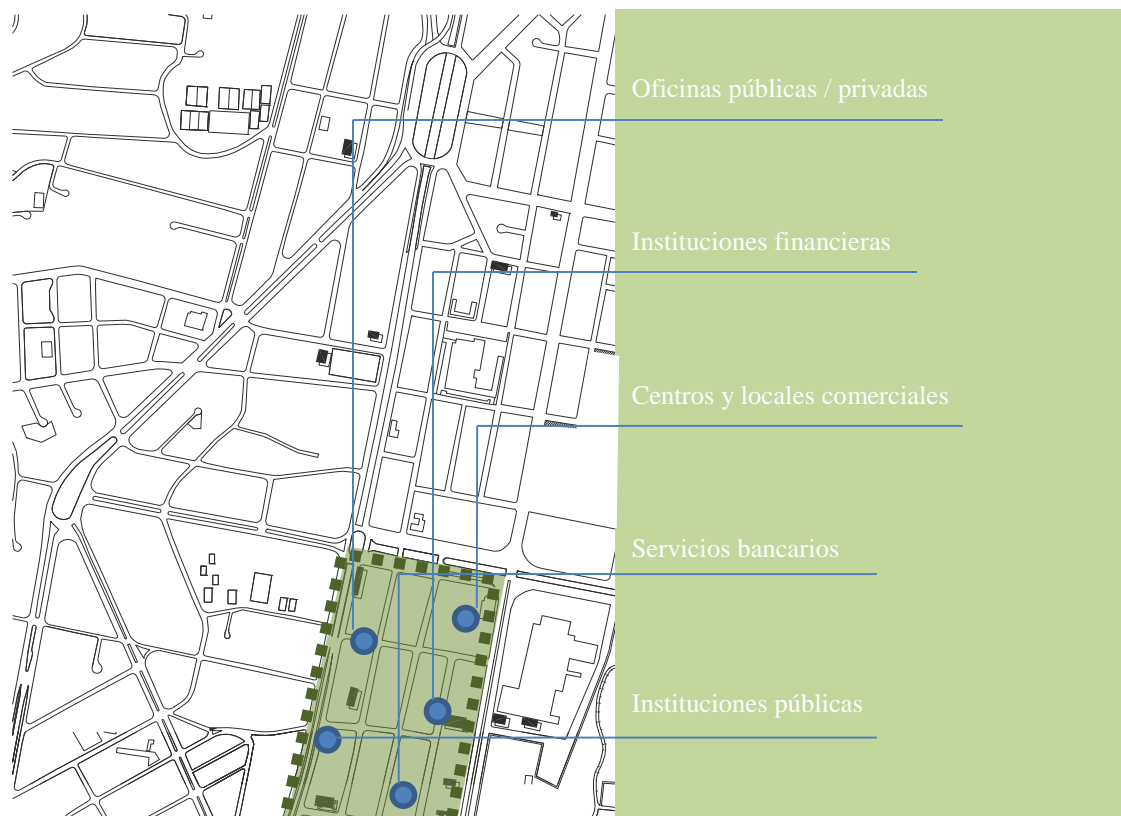 Oficinas públicas / privadas
Instituciones financieras
Centros y locales comerciales
Servicios bancarios
Instituciones públicas